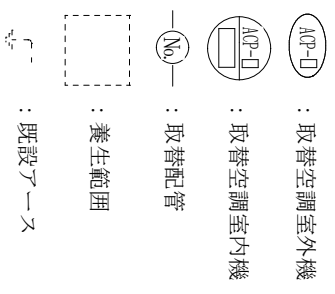 ACP-□ : 取替空調室外機
ACP-□ : 取替空調室内機
No. : 取替配管
: 養生範囲
: 既設アース